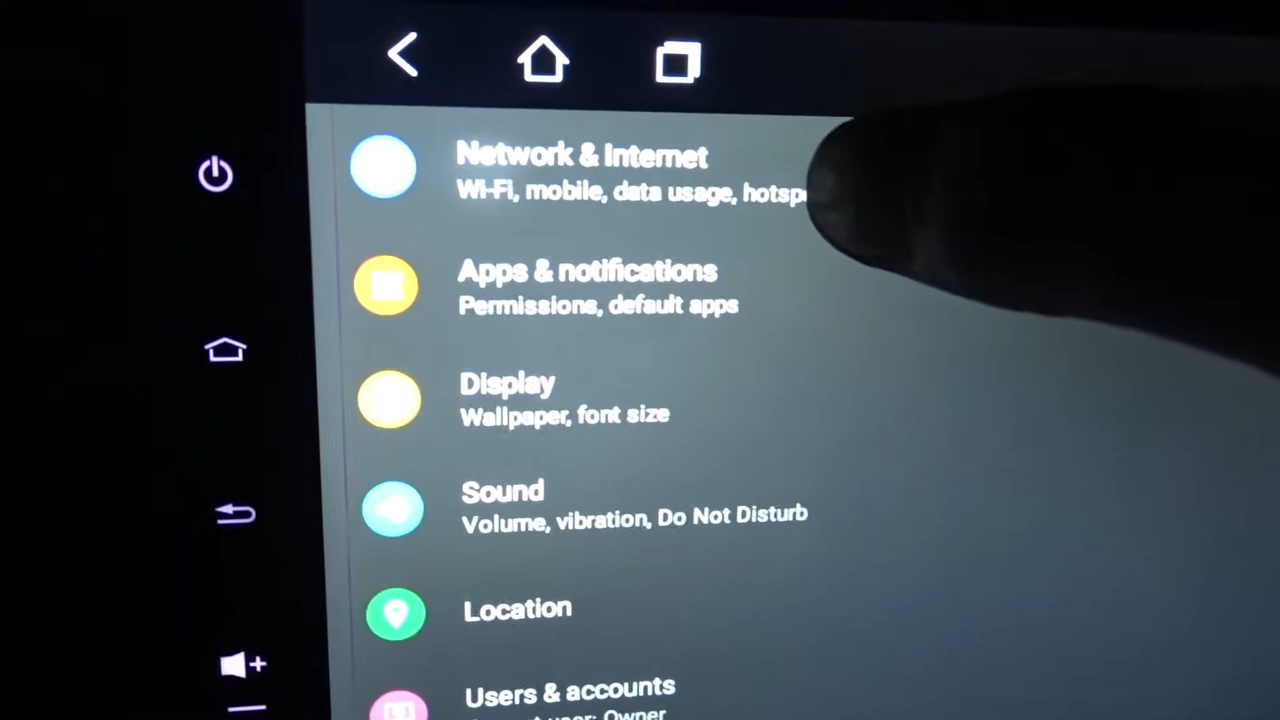 Network & Internet
Wi-Fi, mobile, data usage,
Apps & notifications
Permissions, default apps
Display
Wallpaper, font size
Sound
Volume, vibration, Do Not Disturb
Location
Users & accounts
user: Owner